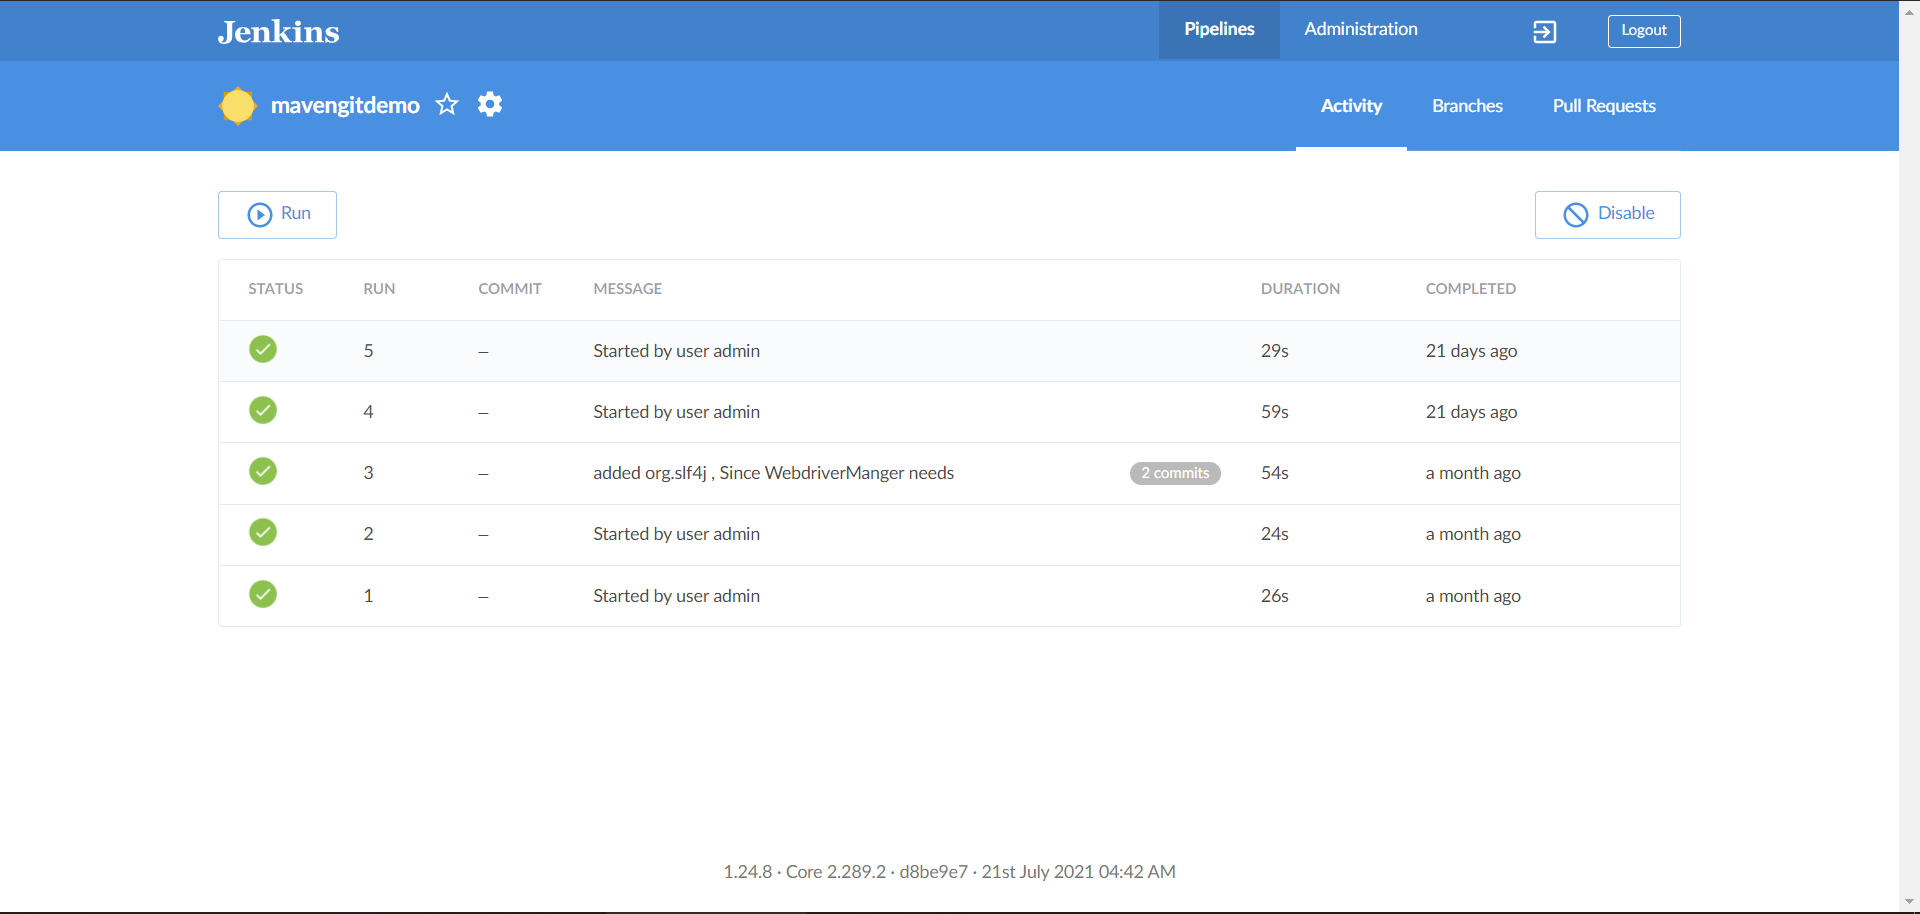 Jenkins
Pipelines Administration Logout
mavengitdemo Activity Branches Pull Requests
Run Disable
STATUS RUN COMMIT MESSAGE DURATION COMPLETED
5 – Started by user admin 29s 21 days ago
4 – Started by user admin 59s 21 days ago
3 – added org.slf4j , Since WebdriverManger needs 2 commits 54s a month ago
2 – Started by user admin 24s a month ago
1 – Started by user admin 26s a month ago
1.24.8 · Core 2.289.2 · d8be9e7 · 21st July 2021 04:42 AM